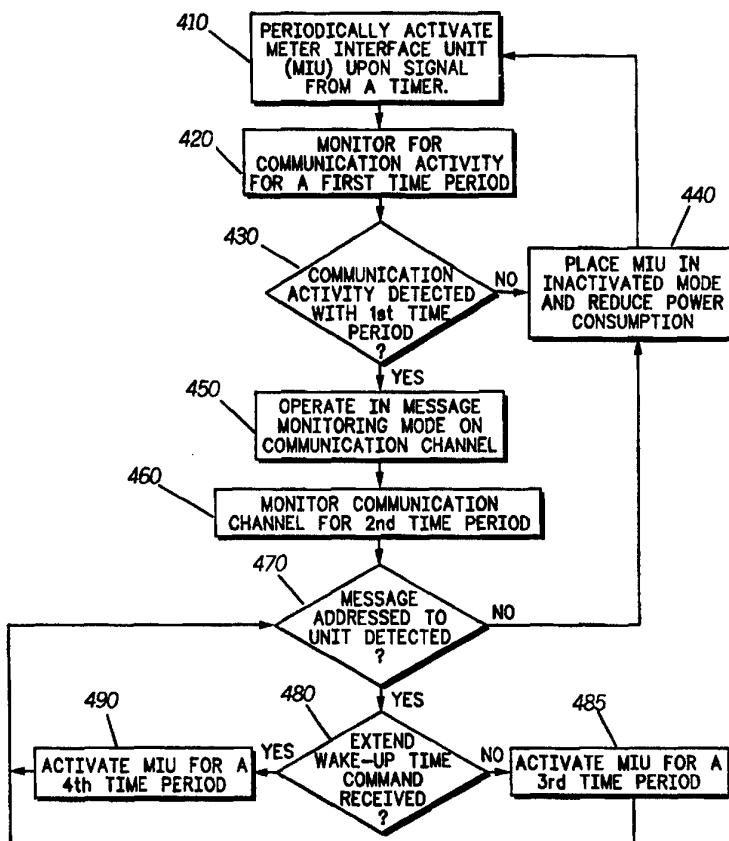 410
PERIODICALLY ACTIVATE
METER INTERFACE UNIT
(MIU) UPON SIGNAL
FROM A TIMER.
420
MONITOR FOR
COMMUNICATION ACTIVITY
FOR A FIRST TIME PERIOD
430
COMMUNICATION
ACTIVITY DETECTED
WITH 1st TIME
PERIOD
?
NO
440
PLACE MIU IN
INACTIVATED MODE
AND REDUCE POWER
CONSUMPTION
YES
450
OPERATE IN MESSAGE
MONITORING MODE ON
COMMUNICATION CHANNEL
460
MONITOR COMMUNICATION
CHANNEL FOR 2nd TIME PERIOD
470
MESSAGE
ADDRESSED TO
UNIT DETECTED
?
NO
YES
480
EXTEND
WAKE-UP TIME
COMMAND
RECEIVED
?
YES
490
ACTIVATE MIU FOR A
4th TIME PERIOD
NO
485
ACTIVATE MIU FOR A
3rd TIME PERIOD